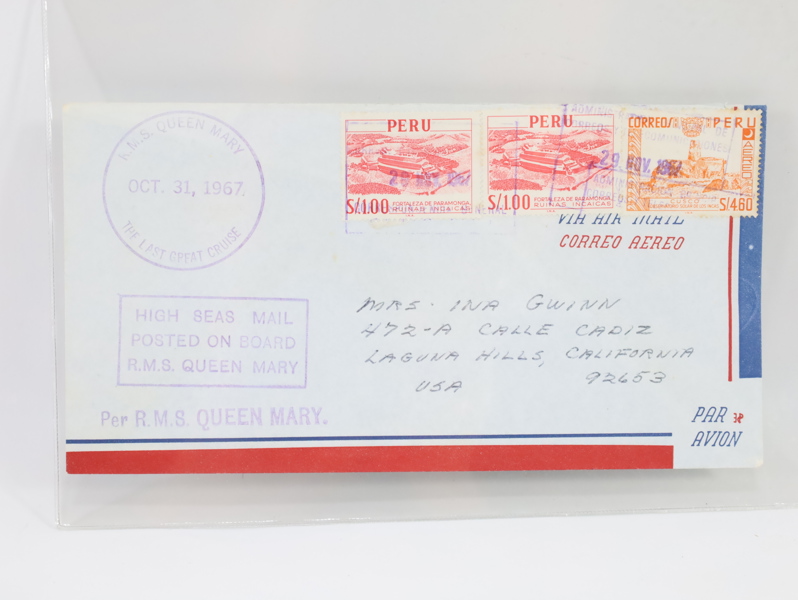 R.M.S. QUEEN MARY
OCT. 31, 1967.
THE LAST GREAT CRUISE
HIGH SEAS MAIL
POSTED ON BOARD
R.M.S. QUEEN MARY
Per R.M.S. QUEEN MARY.
PERU
S/1.00 FORTALEZA DE PARAMONGA
RUINAS INCAICAS
PERU
S/1.00 FORTALEZA DE PARAMONGA
RUINAS INCAICAS
CORREO PERU
AEREO
S/4.60
29 NOV.
VIA AIR MAIL
CORREO AEREO
MRS. INA GWINN
472-A CALLE CADIZ
LAGUNA HILLS, CALIFORNIA
USA 92653
PAR
AVION